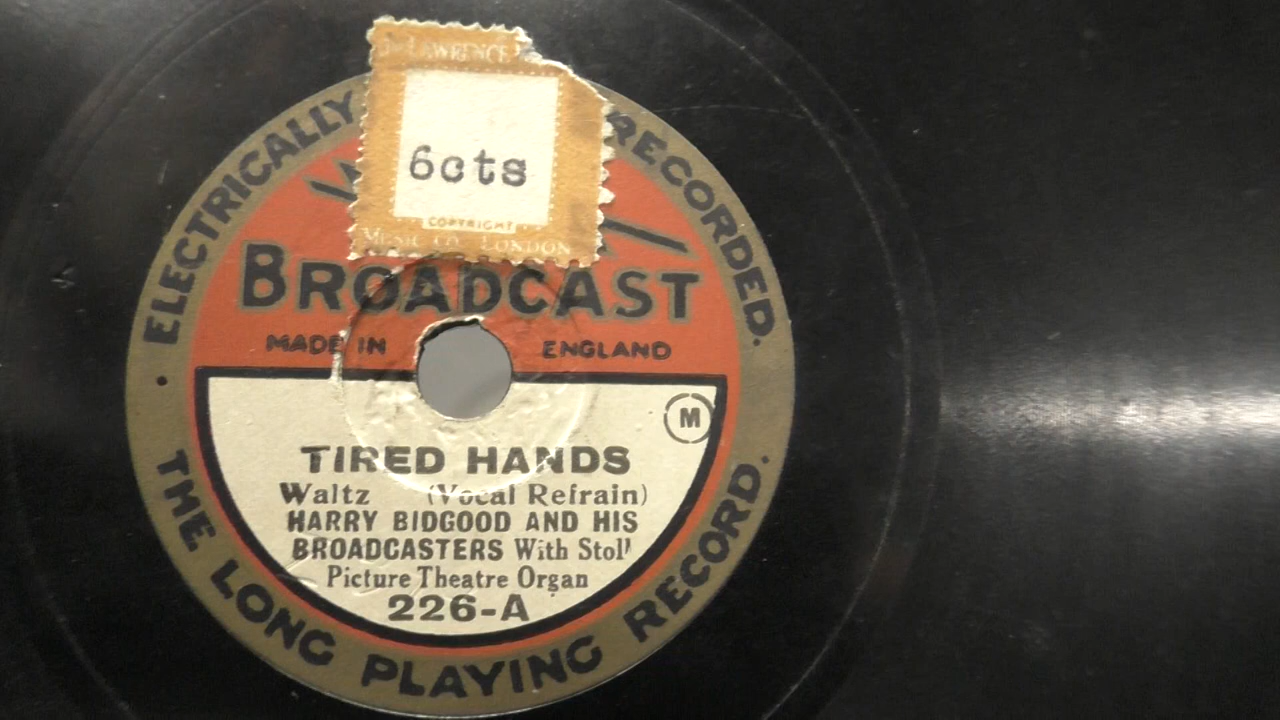 LAWRENCE
6cts
COPYRIGHT
MUSIC CO. LONDON
ELECTRICALLY RECORDED.
BROADCAST
MADE IN ENGLAND
M
TIRED HANDS
Waltz (Vocal Refrain)
HARRY BIDGOOD AND HIS
BROADCASTERS With Stoll
Picture Theatre Organ
226-A
THE LONG PLAYING RECORD.